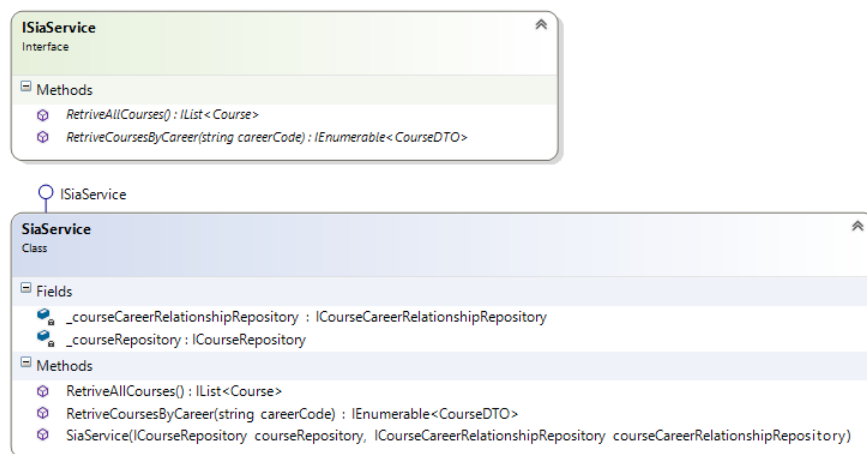 ISiaService
Interface
Methods
RetriveAllCourses() : IList<Course>
RetriveCoursesByCareer(string careerCode) : IEnumerable<CourseDTO>
ISiaService
SiaService
Class
Fields
_courseCareerRelationshipRepository : ICourseCareerRelationshipRepository
_courseRepository : ICourseRepository
Methods
RetriveAllCourses() : IList<Course>
RetriveCoursesByCareer(string careerCode) : IEnumerable<CourseDTO>
SiaService(ICourseRepository courseRepository, ICourseCareerRelationshipRepository courseCareerRelationshipRepository)